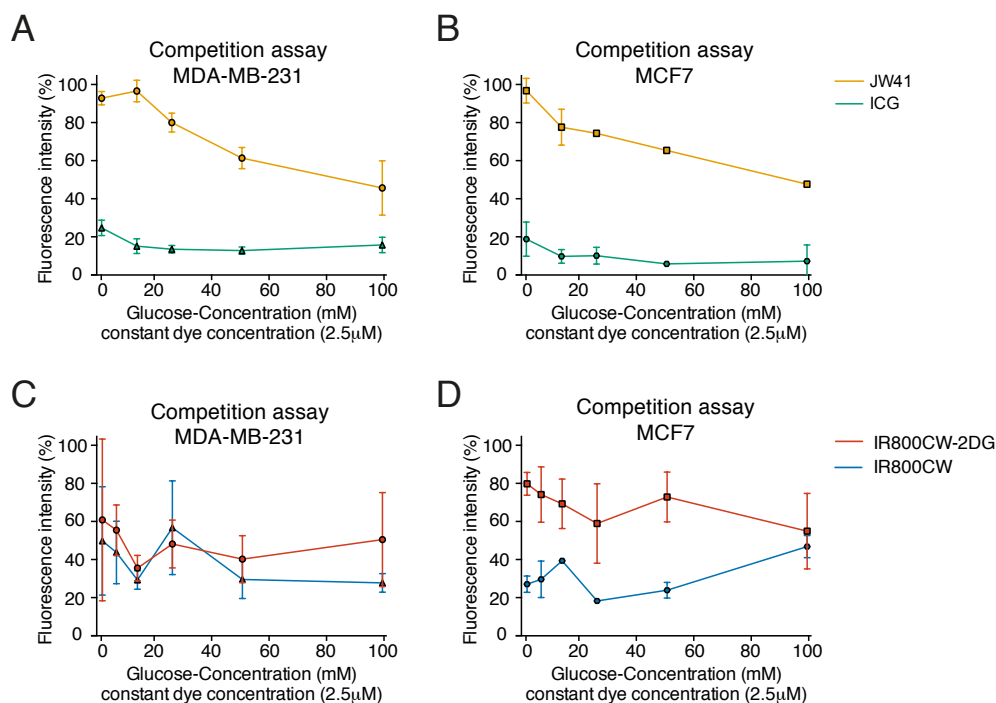 A
Competition assay
MDA-MB-231
Fluorescence intensity (%)
100
80
60
40
20
0
0 20 40 60 80 100
Glucose-Concentration (mM)
constant dye concentration (2.5µM)
B
Competition assay
MCF7
Fluorescence intensity (%)
100
80
60
40
20
0
0 20 40 60 80 100
Glucose-Concentration (mM)
constant dye concentration (2.5µM)
JW41
ICG
C
Competition assay
MDA-MB-231
Fluorescence intensity (%)
100
80
60
40
20
0
0 20 40 60 80 100
Glucose-Concentration (mM)
constant dye concentration (2.5µM)
D
Competition assay
MCF7
Fluorescence intensity (%)
100
80
60
40
20
0
0 20 40 60 80 100
Glucose-Concentration (mM)
constant dye concentration (2.5µM)
IR800CW-2DG
IR800CW